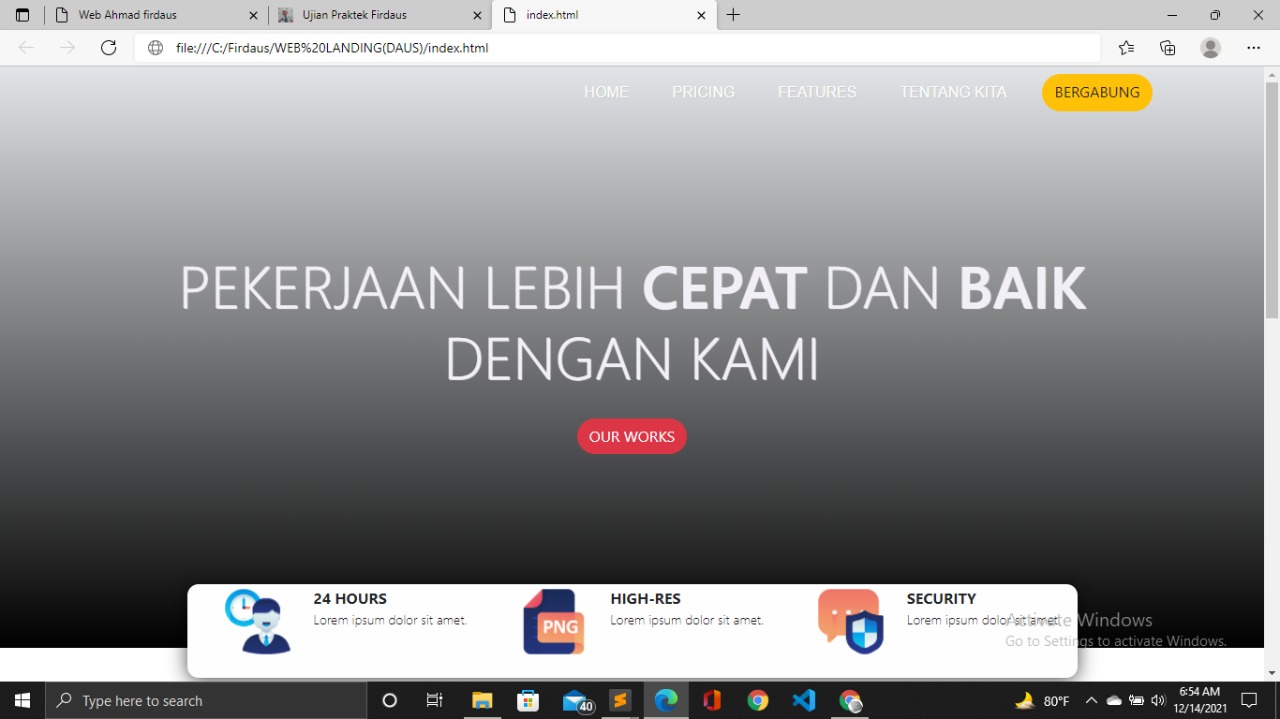 Web Ahmad firdaus
Ujian Praktek Firdaus
index.html
file:///C:/Firdaus/WEB%20LANDING(DAUS)/index.html
HOME PRICING FEATURES TENTANG KITA BERGABUNG
PEKERJAAN LEBIH CEPAT DAN BAIK
DENGAN KAMI
OUR WORKS
24 HOURS
Lorem ipsum dolor sit amet.
PNG
HIGH-RES
Lorem ipsum dolor sit amet.
SECURITY
Lorem ipsum dolor sit amet.
Activate Windows
Go to Settings to activate Windows.
Type here to search
40
80°F
6:54 AM
12/14/2021